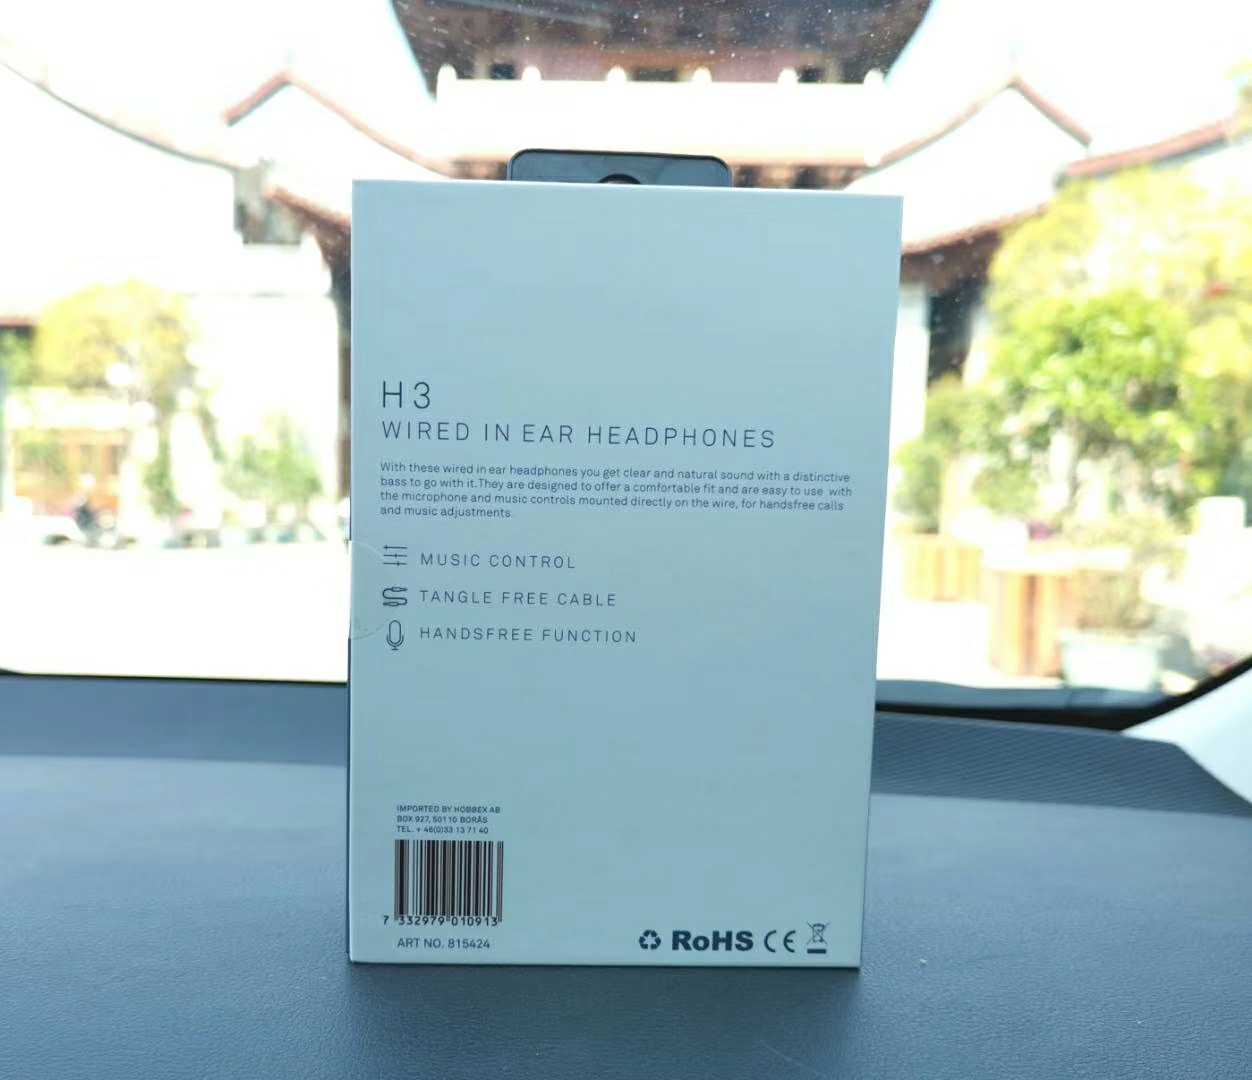 H3
WIRED IN EAR HEADPHONES
With these wired in ear headphones you get clear and natural sound with a distinctive
bass to go with it.They are designed to offer a comfortable fit and are easy to use with
the microphone and music controls mounted directly on the wire, for handsfree calls
and music adjustments.
MUSIC CONTROL
TANGLE FREE CABLE
HANDSFREE FUNCTION
IMPORTED BY HOBBEX AB
BOX 927, 501 10 BORÅS
TEL. + 46(0)33 13 71 40
7 332979 010913
ART NO. 815424
RoHS CE